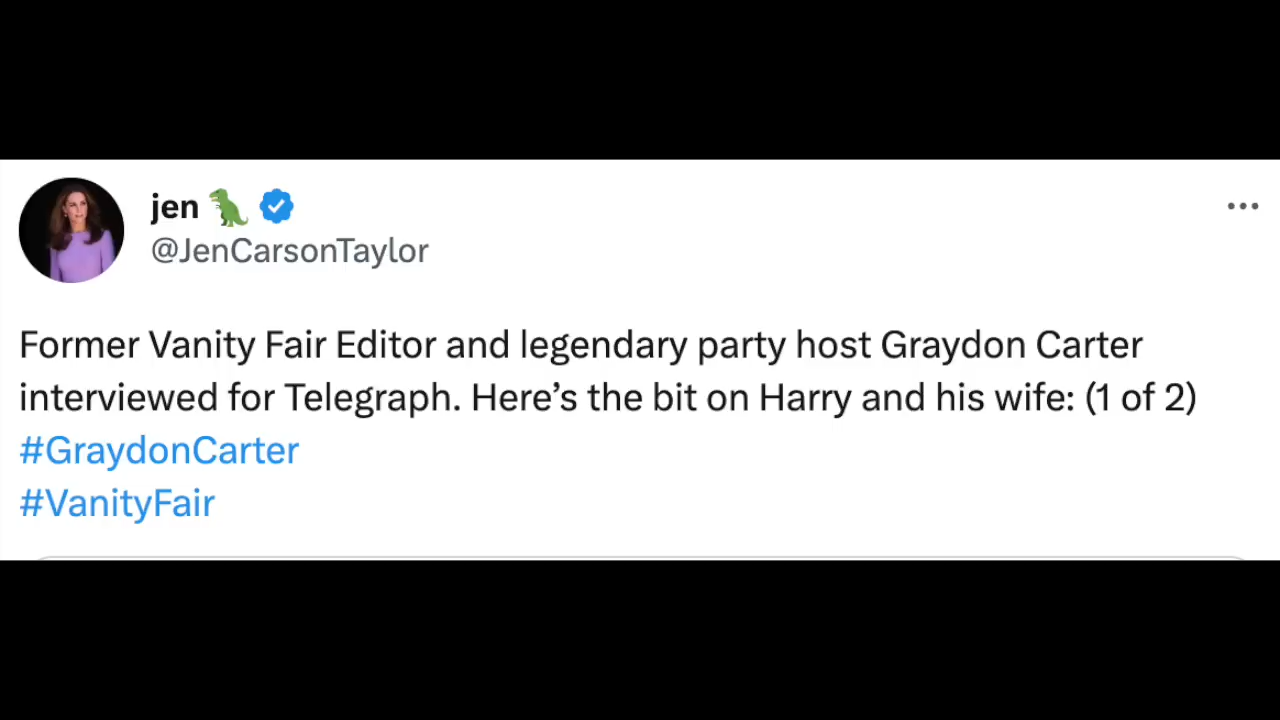 jen 🦖
@JenCarsonTaylor
Former Vanity Fair Editor and legendary party host Graydon Carter
interviewed for Telegraph. Here’s the bit on Harry and his wife: (1 of 2)
#GraydonCarter
#VanityFair